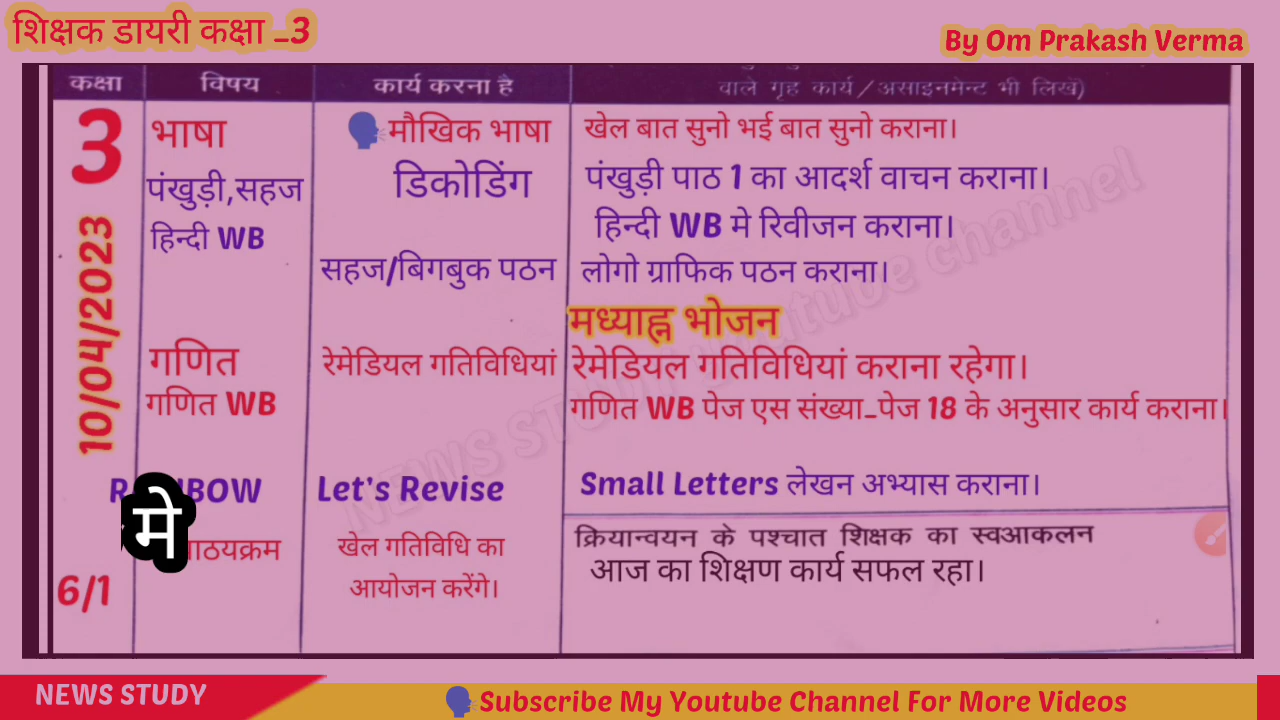 शिक्षक डायरी कक्षा -3
By Om Prakash Verma
कक्षा विषय कार्य करना है वाले गृह कार्य / असाइनमेन्ट भी लिखें)
3 भाषा 🗣मौखिक भाषा खेल बात सुनो भई बात सुनो कराना।
पंखुड़ी,सहज डिकोडिंग पंखुड़ी पाठ 1 का आदर्श वाचन कराना।
हिन्दी WB हिन्दी WB मे रिवीजन कराना।
सहज/बिगबुक पठन लोगो ग्राफिक पठन कराना।
10/04/2023
मध्याह्न भोजन
गणित रेमेडियल गतिविधियां रेमेडियल गतिविधियां कराना रहेगा।
गणित WB गणित WB पेज एस संख्या-पेज 18 के अनुसार कार्य कराना।
Let's Revise Small Letters लेखन अभ्यास कराना।
मे
खेल गतिविधि का क्रियान्वयन के पश्चात शिक्षक का स्वआकलन
6/1 आयोजन करेंगे। आज का शिक्षण कार्य सफल रहा।
NEWS STUDY Youtube channel
NEWS STUDY
🗣Subscribe My Youtube Channel For More Videos